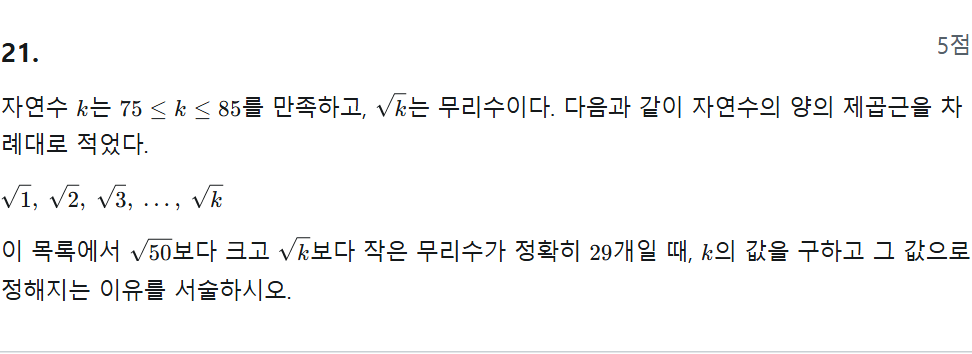 21.
5점
자연수 k는 75 ≤ k ≤ 85를 만족하고, √k는 무리수이다. 다음과 같이 자연수의 양의 제곱근을 차
례대로 적었다.
√1, √2, √3, …, √k
이 목록에서 √50보다 크고 √k보다 작은 무리수가 정확히 29개일 때, k의 값을 구하고 그 값으로
정해지는 이유를 서술하시오.